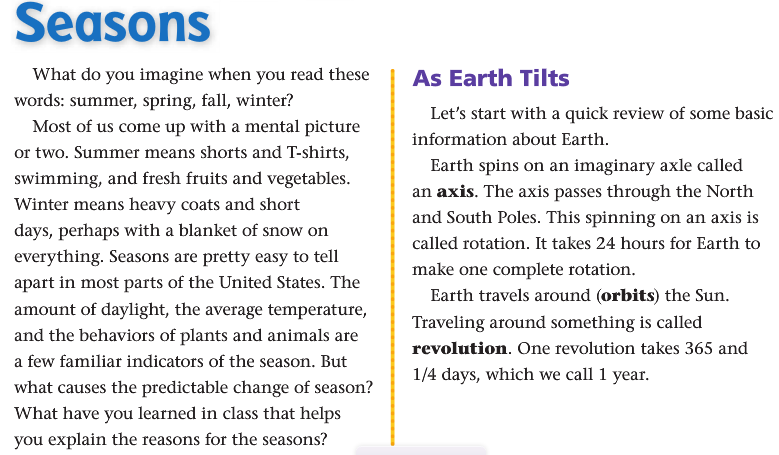 Seasons
What do you imagine when you read these
words: summer, spring, fall, winter?
Most of us come up with a mental picture
or two. Summer means shorts and T-shirts,
swimming, and fresh fruits and vegetables.
Winter means heavy coats and short
days, perhaps with a blanket of snow on
everything. Seasons are pretty easy to tell
apart in most parts of the United States. The
amount of daylight, the average temperature,
and the behaviors of plants and animals are
a few familiar indicators of the season. But
what causes the predictable change of season?
What have you learned in class that helps
you explain the reasons for the seasons?
As Earth Tilts
Let's start with a quick review of some basic
information about Earth.
Earth spins on an imaginary axle called
an axis. The axis passes through the North
and South Poles. This spinning on an axis is
called rotation. It takes 24 hours for Earth to
make one complete rotation.
Earth travels around (orbits) the Sun.
Traveling around something is called
revolution. One revolution takes 365 and
1/4 days, which we call 1 year.